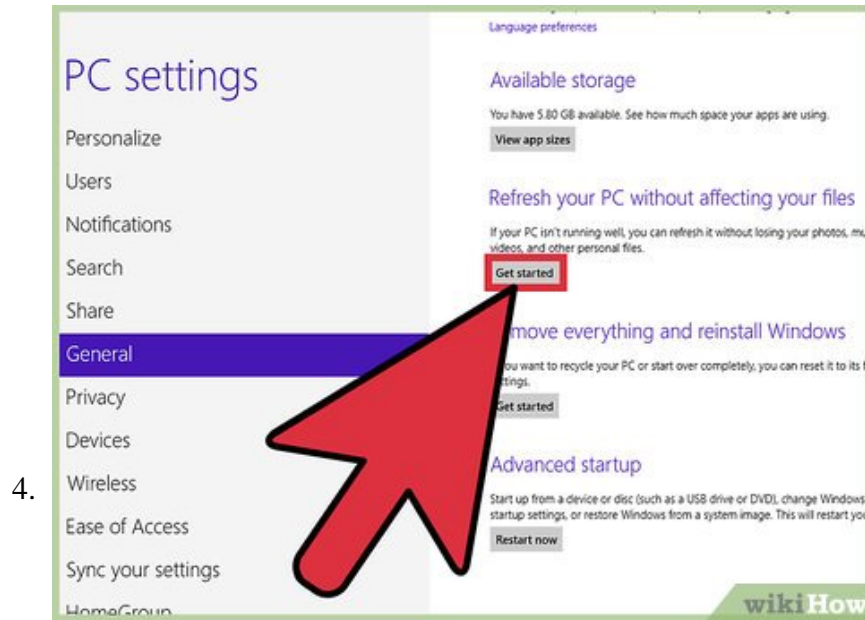 Language preferences
PC settings
Personalize
Users
Notifications
Search
Share
General
Privacy
Devices
Wireless
Ease of Access
Sync your settings
HomeGroup
Available storage
You have 5.80 GB available. See how much space your apps are using.
View app sizes
Refresh your PC without affecting your files
If your PC isn't running well, you can refresh it without losing your photos,
videos, and other personal files.
Get started
everything and reinstall Windows
you want to recycle your PC or start over completely, you can reset it to its
Get started
Advanced startup
Start up from a device or disc (such as a USB drive or DVD), change Windows
startup settings, or restore Windows from a system image. This will restart
Restart now
4.
wikiHow